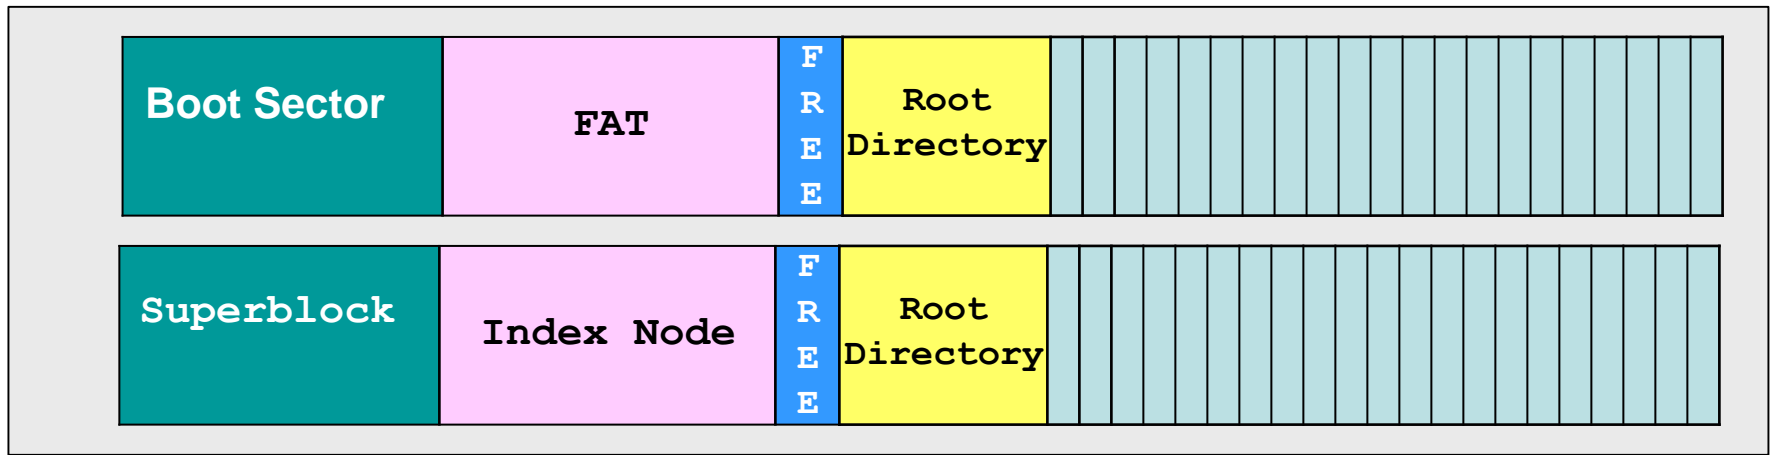 Boot Sector
FAT
F
R
E
E
Root
Directory
Superblock
Index Node
F
R
E
E
Root
Directory